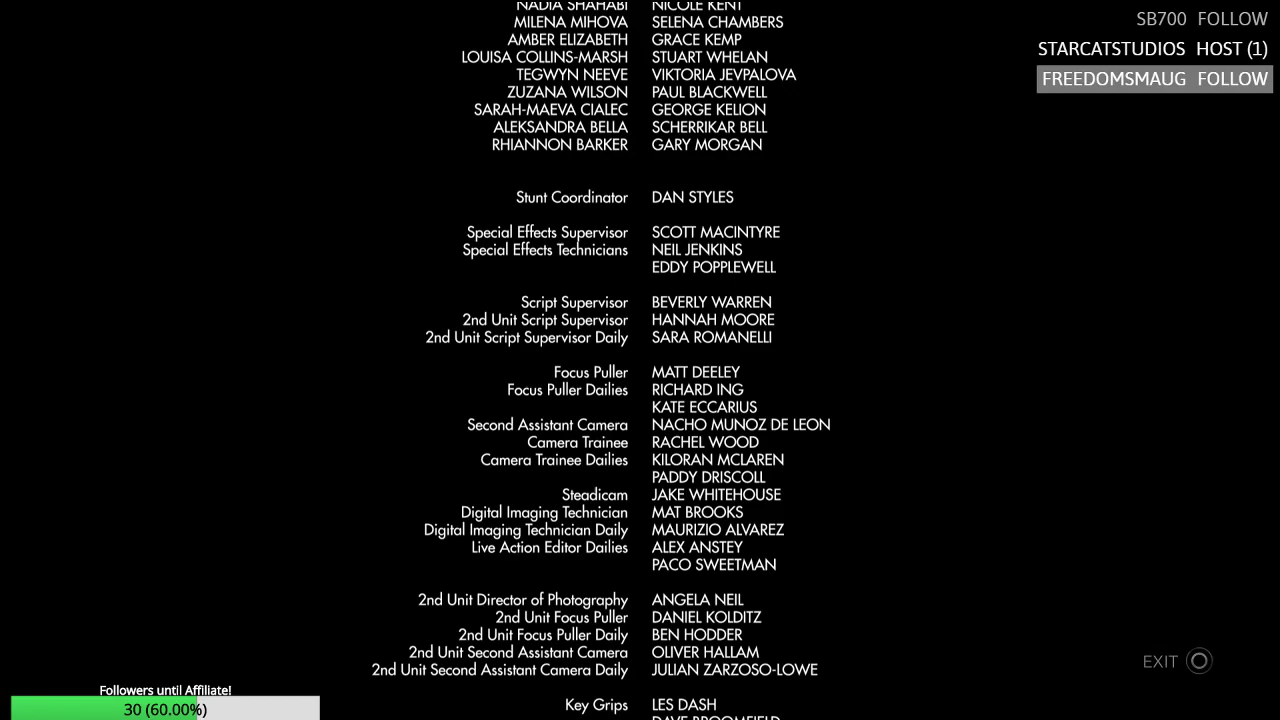 NADIA SHAHABI NICOLE KENT
MILENA MIHOVA SELENA CHAMBERS
AMBER ELIZABETH GRACE KEMP
LOUISA COLLINS-MARSH STUART WHELAN
TEGWYN NEEVE VIKTORIA JEVPALOVA
ZUZANA WILSON PAUL BLACKWELL
SARAH-MAEVA CIALEC GEORGE KELION
ALEKSANDRA BELLA SCHERRIKAR BELL
RHIANNON BARKER GARY MORGAN
Stunt Coordinator DAN STYLES
Special Effects Supervisor SCOTT MACINTYRE
Special Effects Technicians NEIL JENKINS
EDDY POPPLEWELL
Script Supervisor BEVERLY WARREN
2nd Unit Script Supervisor HANNAH MOORE
2nd Unit Script Supervisor Daily SARA ROMANELLI
Focus Puller MATT DEELEY
Focus Puller Dailies RICHARD ING
KATE ECCARIUS
Second Assistant Camera NACHO MUNOZ DE LEON
Camera Trainee RACHEL WOOD
Camera Trainee Dailies KILORAN MCLAREN
PADDY DRISCOLL
Steadicam JAKE WHITEHOUSE
Digital Imaging Technician MAT BROOKS
Digital Imaging Technician Daily MAURIZIO ALVAREZ
Live Action Editor Dailies ALEX ANSTEY
PACO SWEETMAN
2nd Unit Director of Photography ANGELA NEIL
2nd Unit Focus Puller DANIEL KOLDITZ
2nd Unit Focus Puller Daily BEN HODDER
2nd Unit Second Assistant Camera OLIVER HALLAM
2nd Unit Second Assistant Camera Daily JULIAN ZARZOSO-LOWE
Key Grips LES DASH
DAVE BROOMFIELD
SB700 FOLLOW
STARCATSTUDIOS HOST (1)
FREEDOMSMAUG FOLLOW
EXIT
Followers until Affiliate!
30 (60.00%)